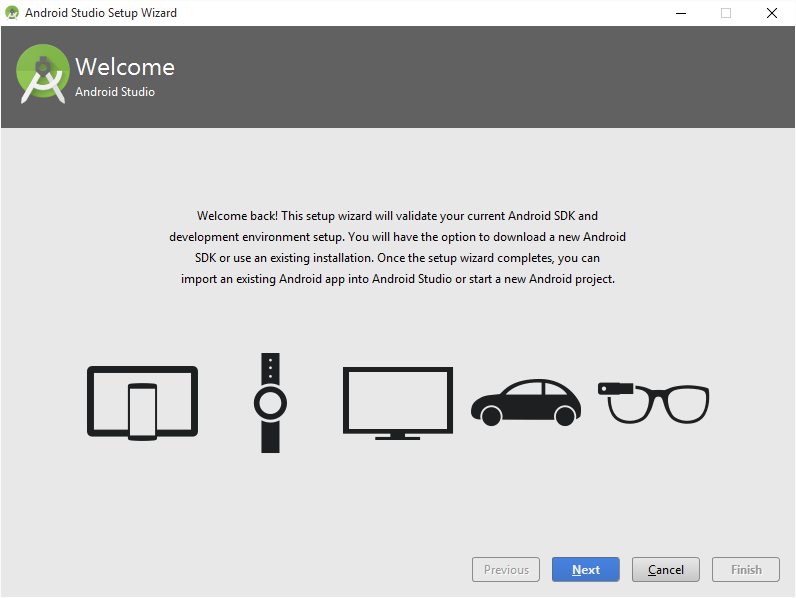 Android Studio Setup Wizard
Welcome
Android Studio
Welcome back! This setup wizard will validate your current Android SDK and
development environment setup. You will have the option to download a new Android
SDK or use an existing installation. Once the setup wizard completes, you can
import an existing Android app into Android Studio or start a new Android project.
Previous Next Cancel Finish